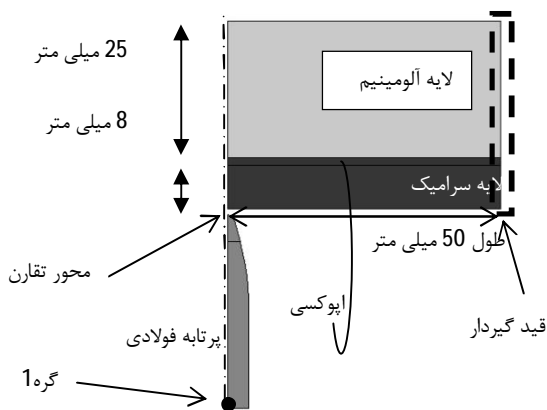 25 میلی متر
لایه آلومینیم
8 میلی متر
لایه سرامیک
طول 50 میلی متر
محور تقارن
اپوکسی
قید گیردار
پرتابه فولادی
گره1